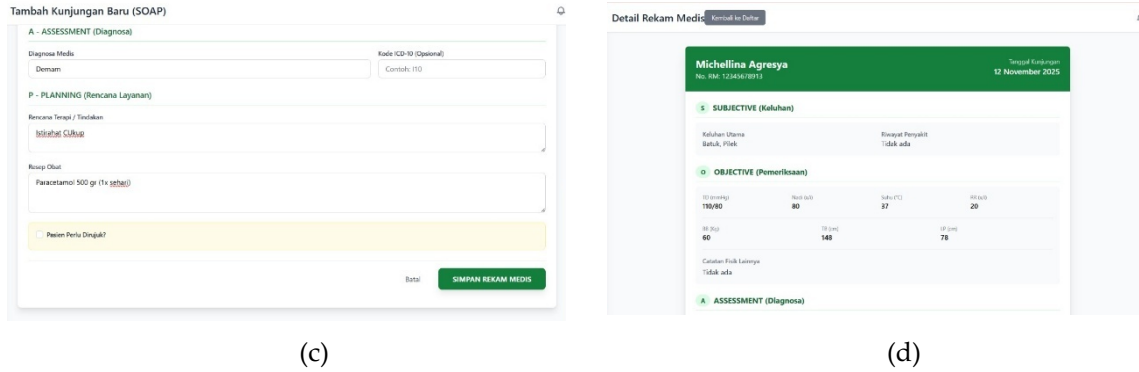 Tambah Kunjungan Baru (SOAP)
A - ASSESSMENT (Diagnosa)
Diagnosa Medis
Kode ICD-10 (Opsional)
Demam
Contoh: I10
P - PLANNING (Rencana Layanan)
Rencana Terapi / Tindakan
Istirahat CUkup
Resep Obat
Paracetamol 500 gr (1x sehari)
Pasien Perlu Dirujuk?
Batal
SIMPAN REKAM MEDIS
(c)
Detail Rekam Medis
Kembali ke Daftar
Michellina Agresya
No. RM: 12345678913
Tanggal Kunjungan
12 November 2025
S SUBJECTIVE (Keluhan)
Keluhan Utama
Riwayat Penyakit
Batuk, Pilek
Tidak ada
O OBJECTIVE (Pemeriksaan)
TD (mmHg)
Nadi (x/i)
Suhu (°C)
RR (x/i)
110/80
80
37
20
BB (Kg)
TB (cm)
LP (cm)
60
148
78
Catatan Fisik Lainnya
Tidak ada
A ASSESSMENT (Diagnosa)
(d)